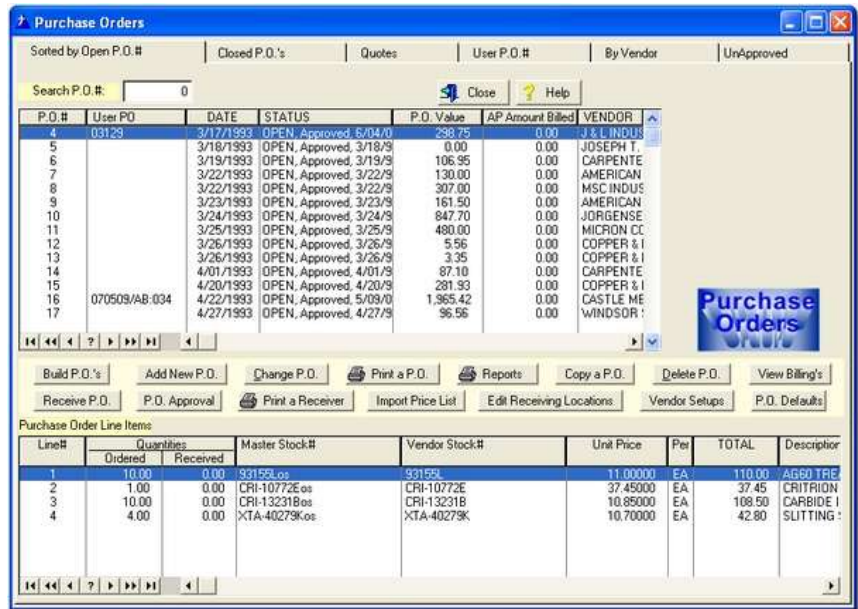 Purchase Orders
Sorted by Open P.O.# Closed P.O.'s Quotes User P.O.# By Vendor UnApproved
Search P.O.#: 0 Close ? Help
P.O.# User PO DATE STATUS P.O. Value AP Amount Billed VENDOR
4 03129 3/17/1993 OPEN, Approved, 6/04/0 298.75 0.00 J & L INDUS
5 3/18/1993 OPEN, Approved, 3/18/9 0.00 0.00 JOSEPH T.
6 3/19/1993 OPEN, Approved, 3/19/9 106.95 0.00 CARPENTE
7 3/22/1993 OPEN, Approved, 3/22/9 130.00 0.00 AMERICAN
8 3/22/1993 OPEN, Approved, 3/22/9 307.00 0.00 MSC INDUS
9 3/23/1993 OPEN, Approved, 3/23/9 161.50 0.00 AMERICAN
10 3/24/1993 OPEN, Approved, 3/24/9 847.70 0.00 JORGENSE
11 3/25/1993 OPEN, Approved, 3/25/9 480.00 0.00 MICRON CC
12 3/26/1993 OPEN, Approved, 3/26/9 5.56 0.00 COPPER &
13 3/26/1993 OPEN, Approved, 3/26/9 3.35 0.00 COPPER &
14 4/01/1993 OPEN, Approved, 4/01/9 87.10 0.00 CARPENTE
15 4/20/1993 OPEN, Approved, 4/20/9 281.93 0.00 COPPER &
16 070509/AB:034 4/22/1993 OPEN, Approved, 5/09/0 1,965.42 0.00 CASTLE ME
17 4/27/1993 OPEN, Approved, 4/27/9 96.56 0.00 WINDSOR
Purchase
Orders
?
Build P.O.'s Add New P.O. Change P.O. Print a P.O. Reports Copy a P.O. Delete P.O. View Billing's
Receive P.O. P.O. Approval Print a Receiver Import Price List Edit Receiving Locations Vendor Setups P.O. Defaults
Purchase Order Line Items
Line# Quantities Master Stock# Vendor Stock# Unit Price Per TOTAL Description
Ordered Received
1 10.00 0.00 93155Los 93155L 11.00000 EA 110.00 AG60 TREA
2 1.00 0.00 CRI-10772Eos CRI-10772E 37.45000 EA 37.45 CRITRION
3 10.00 0.00 CRI-13231Bos CRI-13231B 10.85000 EA 108.50 CARBIDE I
4 4.00 0.00 XTA-40279Kos XTA-40279K 10.70000 EA 42.80 SLITTING
?